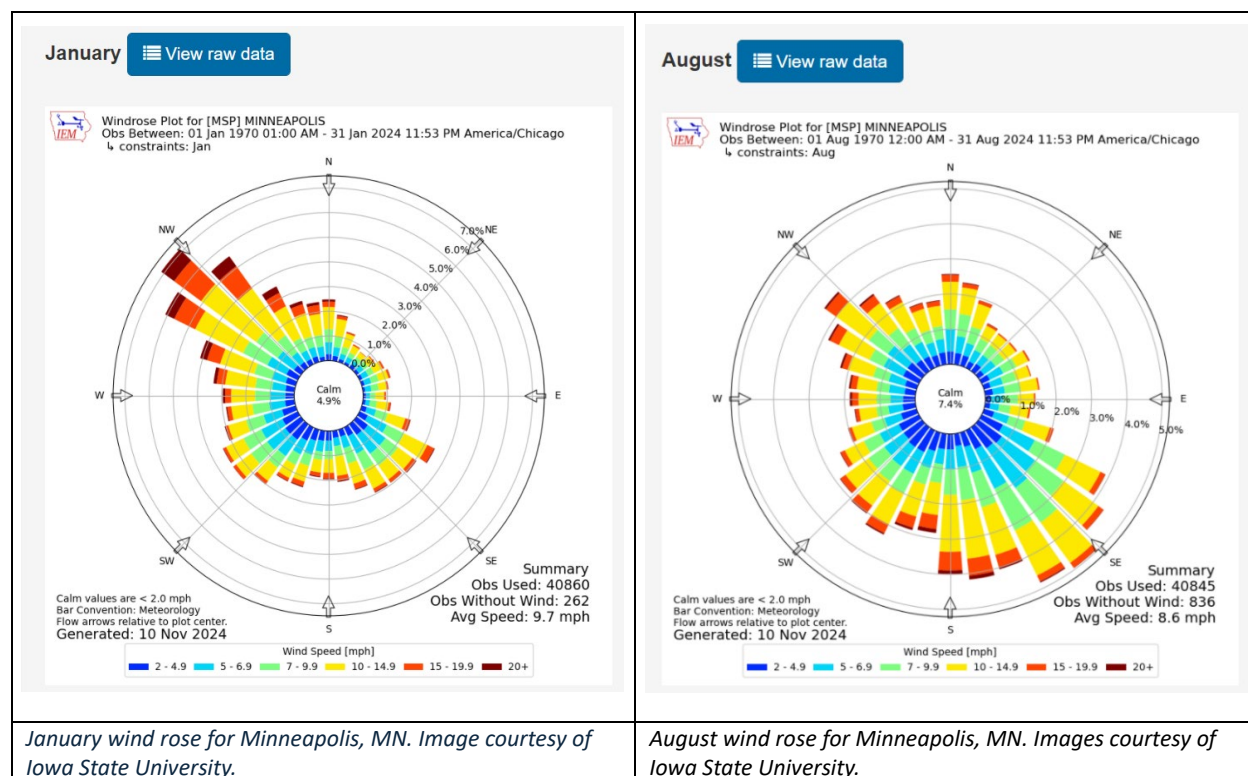 January View raw data
IEM
Windrose Plot for [MSP] MINNEAPOLIS
Obs Between: 01 Jan 1970 01:00 AM - 31 Jan 2024 11:53 PM America/Chicago
↳ constraints: Jan
N
NW
7.0%
NE
6.0%
5.0%
4.0%
3.0%
2.0%
1.0%
0.0%
Calm
4.9%
W
E
SW
SE
S
Summary
Obs Used: 40860
Obs Without Wind: 262
Avg Speed: 9.7 mph
Calm values are < 2.0 mph
Bar Convention: Meteorology
Flow arrows relative to plot center.
Generated: 10 Nov 2024
Wind Speed [mph]
2 - 4.9 5 - 6.9 7 - 9.9 10 - 14.9 15 - 19.9 20+
January wind rose for Minneapolis, MN. Image courtesy of
Iowa State University.
August View raw data
IEM
Windrose Plot for [MSP] MINNEAPOLIS
Obs Between: 01 Aug 1970 12:00 AM - 31 Aug 2024 11:53 PM America/Chicago
↳ constraints: Aug
N
NW
NE
Calm
7.4%
W
E
0.0%
1.0%
2.0%
3.0%
4.0%
5.0%
SW
SE
S
Summary
Obs Used: 40845
Obs Without Wind: 836
Avg Speed: 8.6 mph
Calm values are < 2.0 mph
Bar Convention: Meteorology
Flow arrows relative to plot center.
Generated: 10 Nov 2024
Wind Speed [mph]
2 - 4.9 5 - 6.9 7 - 9.9 10 - 14.9 15 - 19.9 20+
August wind rose for Minneapolis, MN. Images courtesy of
Iowa State University.